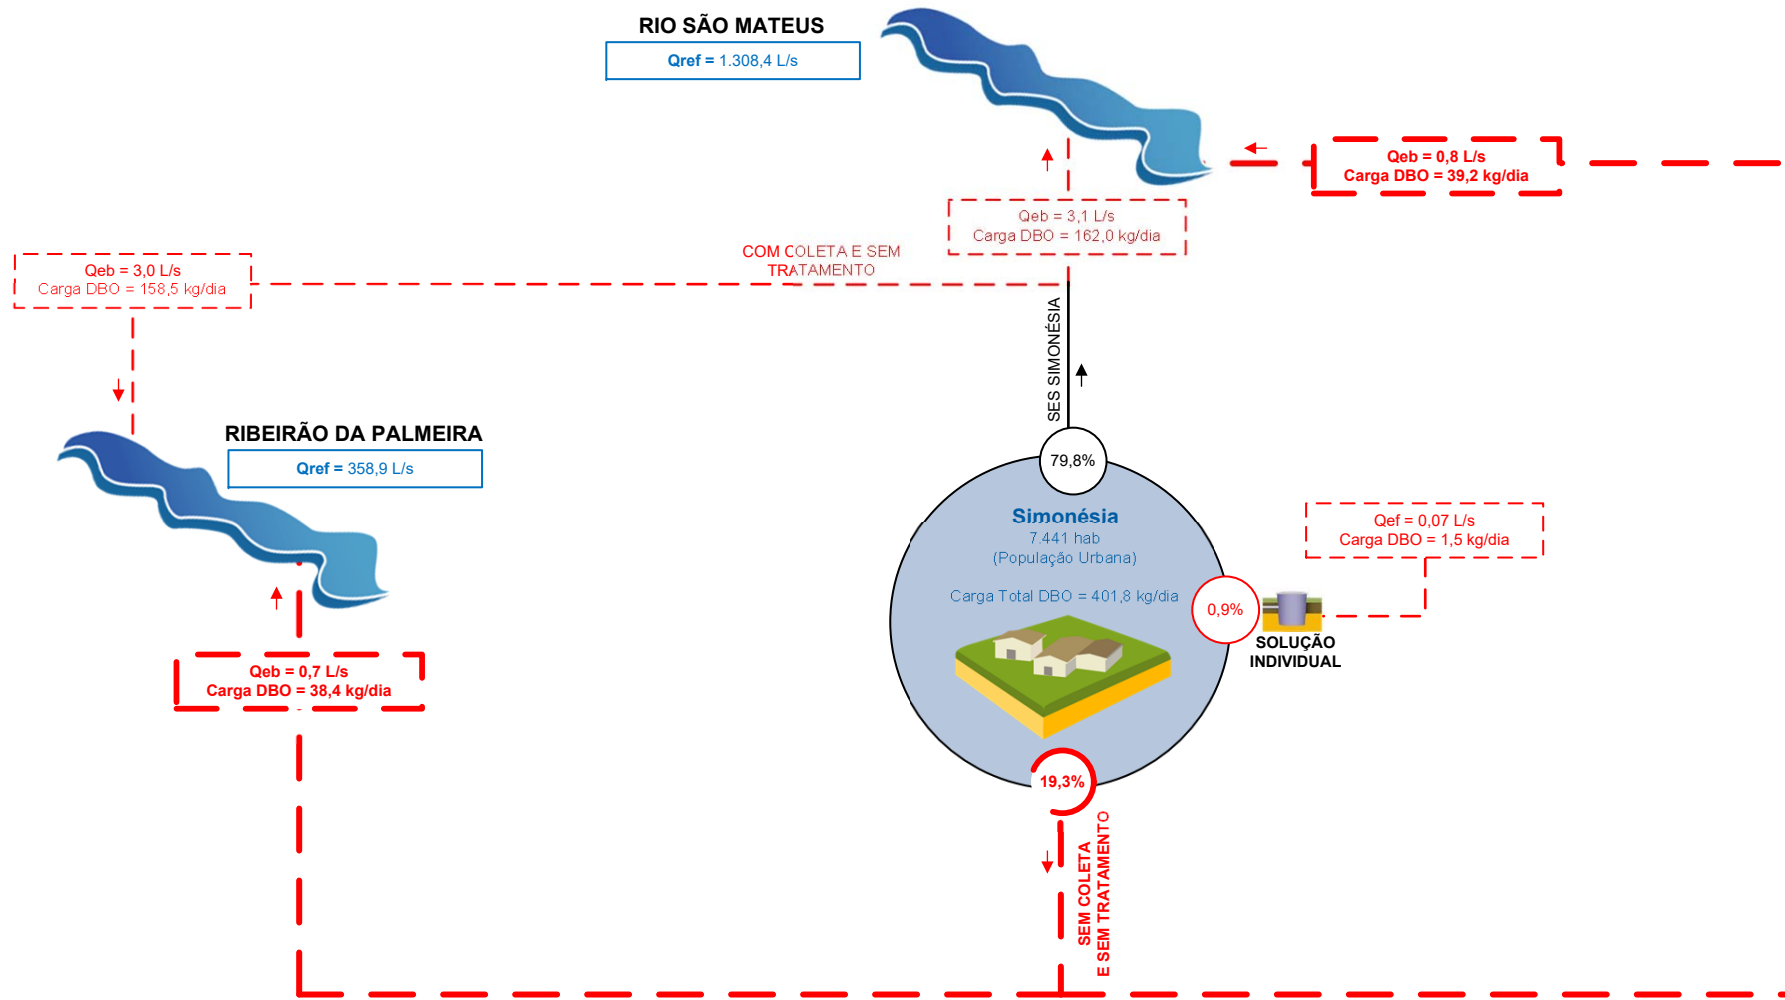 RIO SÃO MATEUS
Qref = 1.308,4 L/s
Qeb = 0,8 L/s
Carga DBO = 39,2 kg/dia
Qeb = 3,1 L/s
Carga DBO = 162,0 kg/dia
COM COLETA E SEM
TRATAMENTO
Qeb = 3,0 L/s
Carga DBO = 158,5 kg/dia
SES SIMONÉSIA
RIBEIRÃO DA PALMEIRA
Qref = 358,9 L/s
79,8%
Simonésia
7.441 hab
(População Urbana)
Carga Total DBO = 401,8 kg/dia
Qef = 0,07 L/s
Carga DBO = 1,5 kg/dia
0,9%
SOLUÇÃO
INDIVIDUAL
Qeb = 0,7 L/s
Carga DBO = 38,4 kg/dia
19,3%
SEM COLETA
E SEM TRATAMENTO